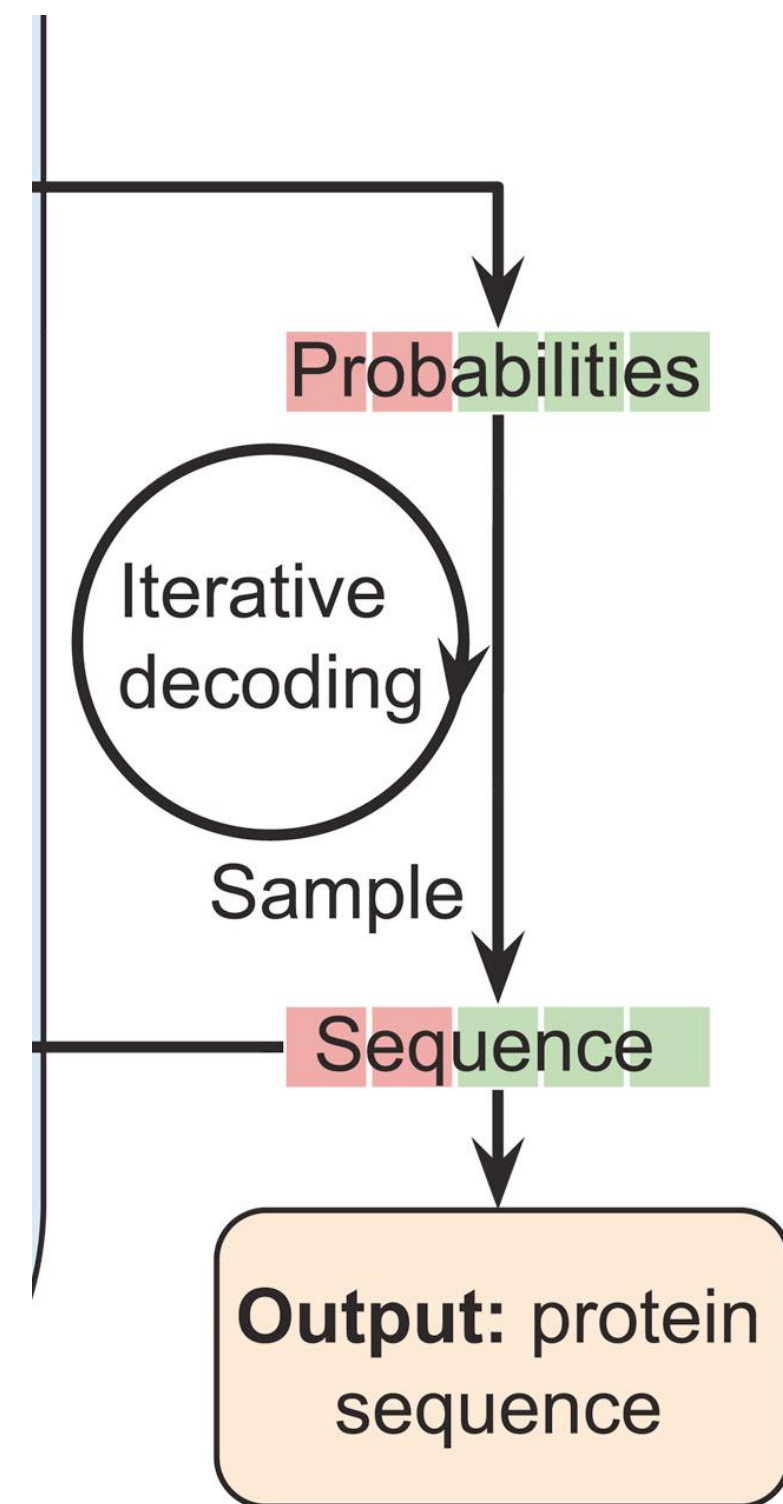 Probabilities
Iterative
decoding
Sample
Sequence
Output: protein
sequence